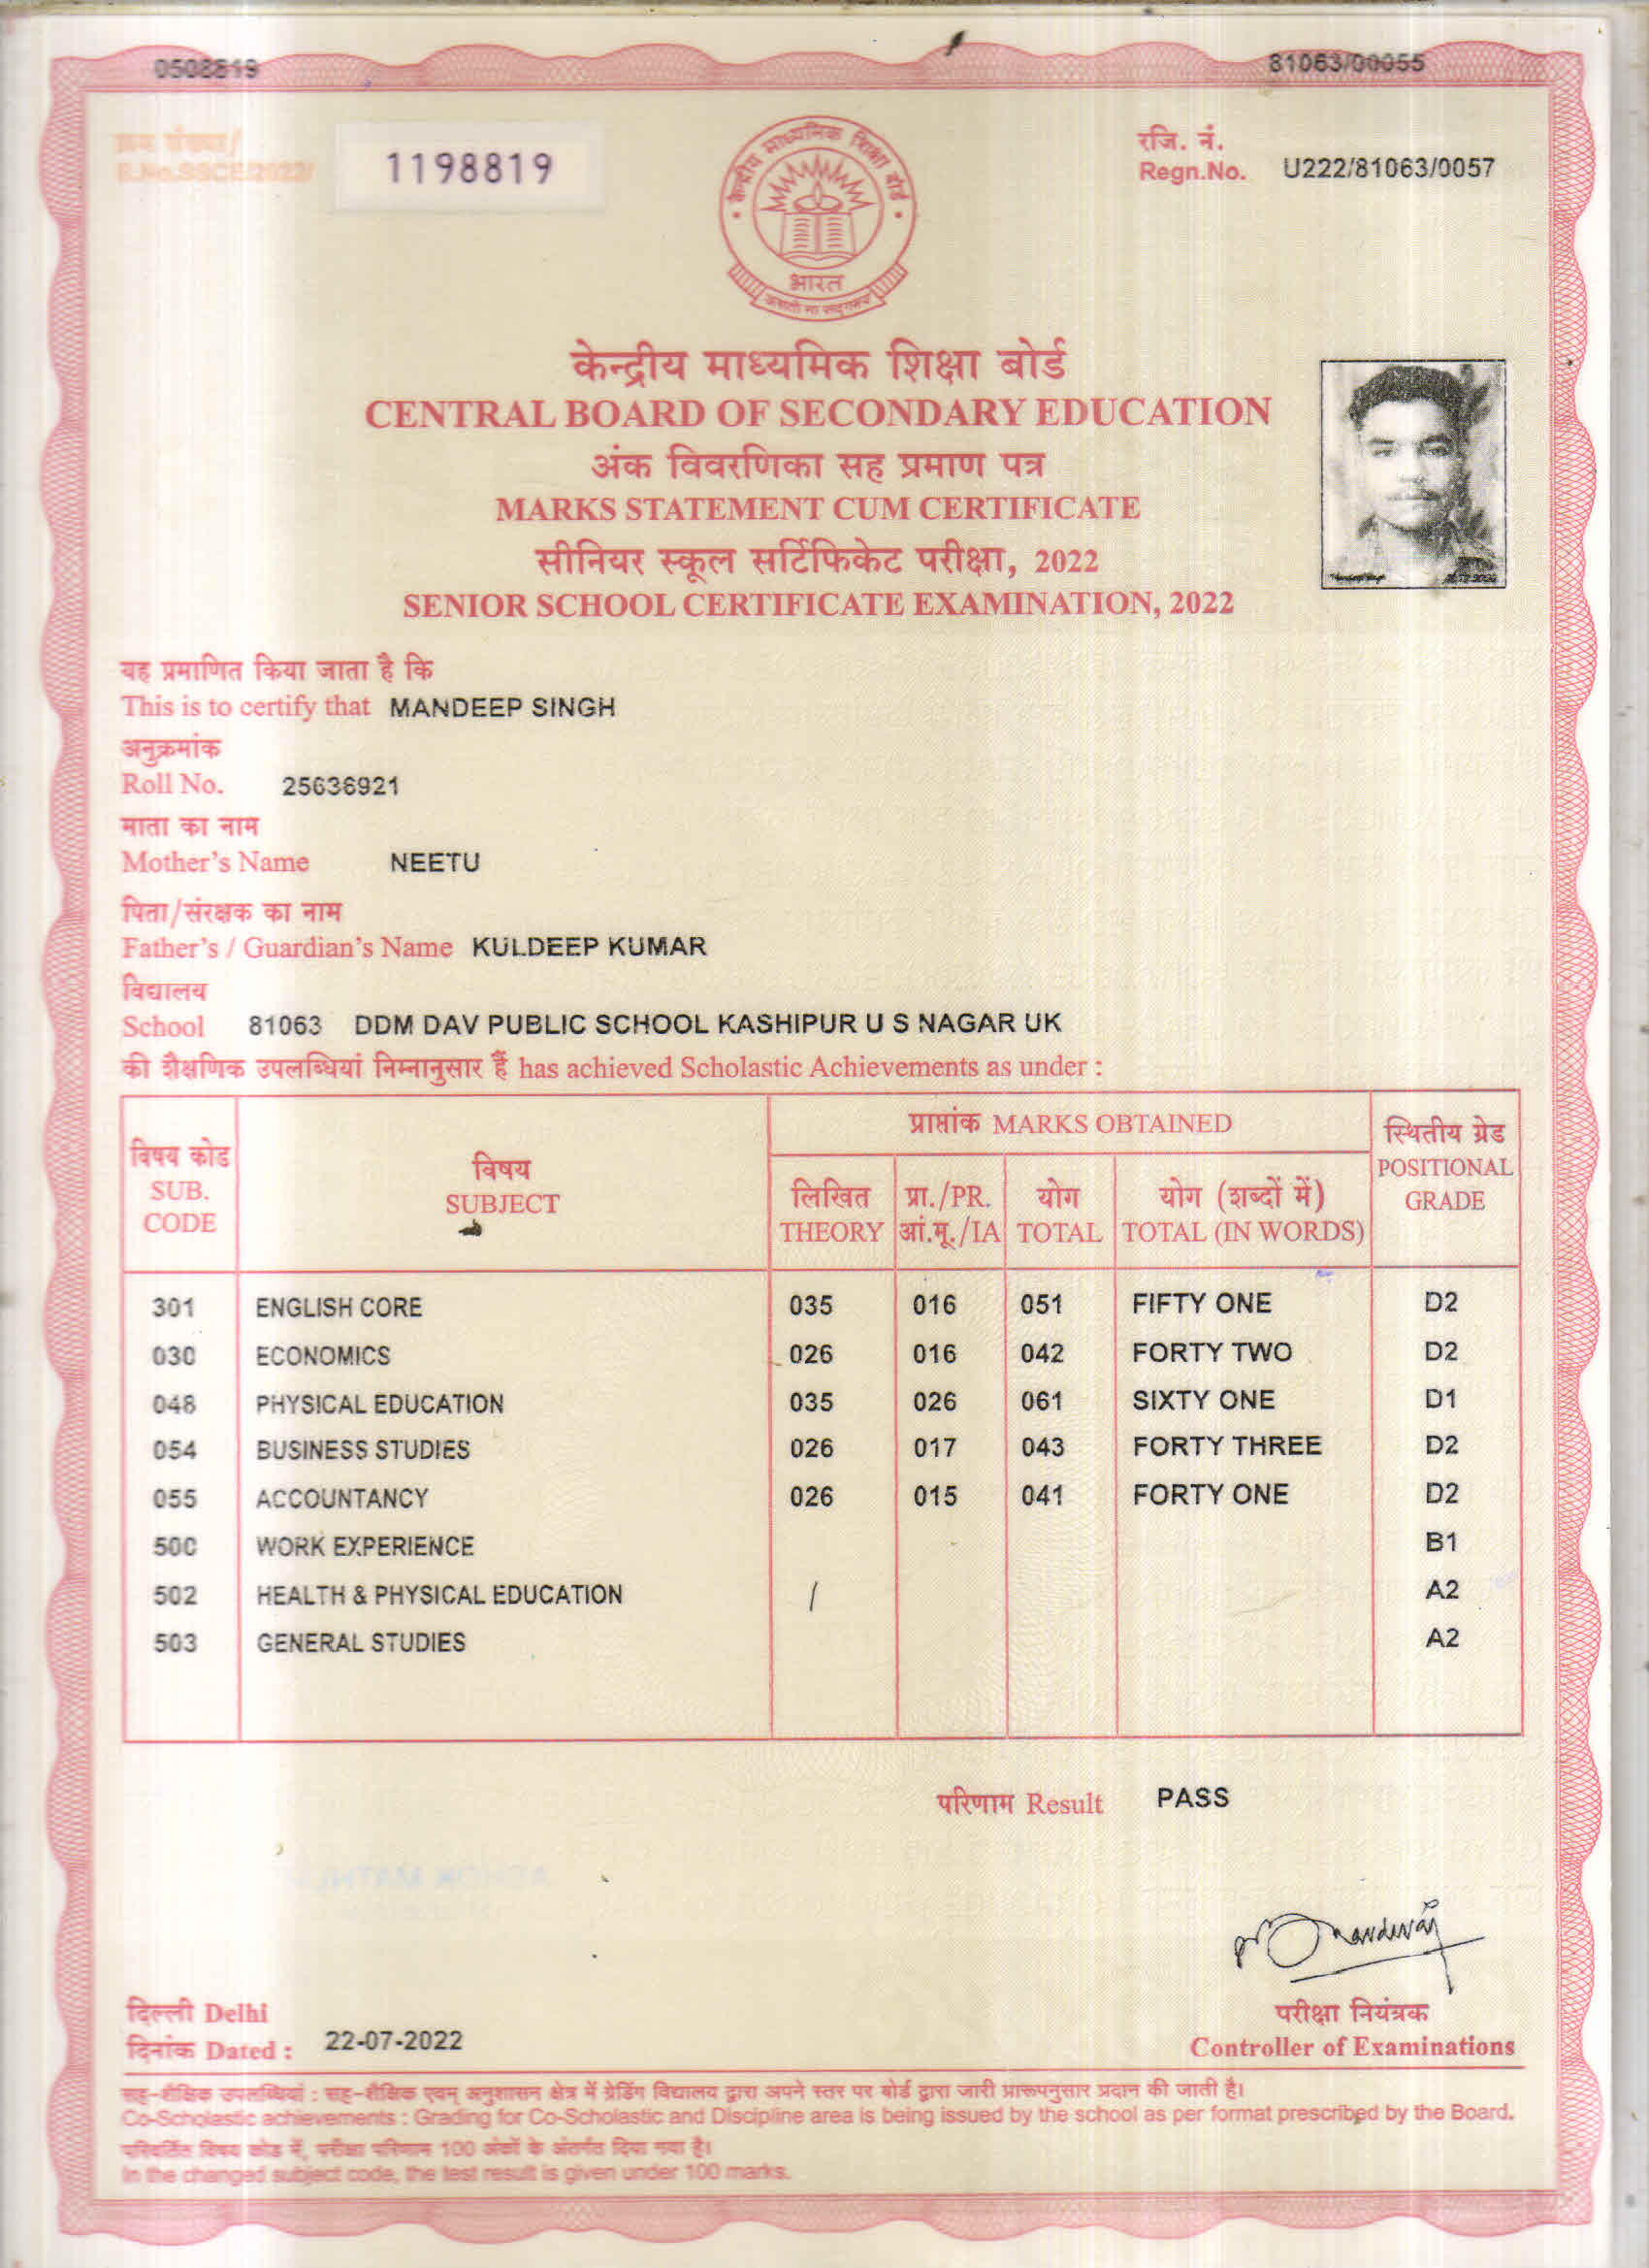 0508819
81063/00055
क्रम संख्या/
S.No.SSCE/2022/
1198819
रजि. नं.
Regn.No. U222/81063/0057
केन्द्रीय माध्यमिक शिक्षा बोर्ड
भारत
केन्द्रीय माध्यमिक शिक्षा बोर्ड
CENTRAL BOARD OF SECONDARY EDUCATION
अंक विवरणिका सह प्रमाण पत्र
MARKS STATEMENT CUM CERTIFICATE
सीनियर स्कूल सर्टिफिकेट परीक्षा, 2022
SENIOR SCHOOL CERTIFICATE EXAMINATION, 2022
यह प्रमाणित किया जाता है कि
This is to certify that MANDEEP SINGH
अनुक्रमांक
Roll No. 25636921
माता का नाम
Mother's Name NEETU
पिता/संरक्षक का नाम
Father's / Guardian's Name KULDEEP KUMAR
विद्यालय
School 81063 DDM DAV PUBLIC SCHOOL KASHIPUR U S NAGAR UK
की शैक्षणिक उपलब्धियां निम्नानुसार हैं has achieved Scholastic Achievements as under :
विषय कोड
SUB.
CODE
विषय
SUBJECT
प्राप्तांक MARKS OBTAINED
लिखित
THEORY
प्रा./PR.
आं.मू./IA
योग
TOTAL
योग (शब्दों में)
TOTAL (IN WORDS)
स्थितीय ग्रेड
POSITIONAL
GRADE
301 ENGLISH CORE 035 016 051 FIFTY ONE D2
030 ECONOMICS 026 016 042 FORTY TWO D2
048 PHYSICAL EDUCATION 035 026 061 SIXTY ONE D1
054 BUSINESS STUDIES 026 017 043 FORTY THREE D2
055 ACCOUNTANCY 026 015 041 FORTY ONE D2
500 WORK EXPERIENCE B1
502 HEALTH & PHYSICAL EDUCATION A2
503 GENERAL STUDIES A2
परिणाम Result PASS
दिल्ली Delhi
दिनांक Dated : 22-07-2022
परीक्षा नियंत्रक
Controller of Examinations
सह-शैक्षिक उपलब्धियां : सह-शैक्षिक एवम् अनुशासन क्षेत्र में ग्रेडिंग विद्यालय द्वारा अपने स्तर पर बोर्ड द्वारा जारी प्रारूपनुसार प्रदान की जाती है।
Co-Scholastic achievements : Grading for Co-Scholastic and Discipline area is being issued by the school as per format prescribed by the Board.
परिवर्तित विषय कोड में, परीक्षा परिणाम 100 अंकों के अंतर्गत दिया गया है।
In the changed subject code, the test result is given under 100 marks.